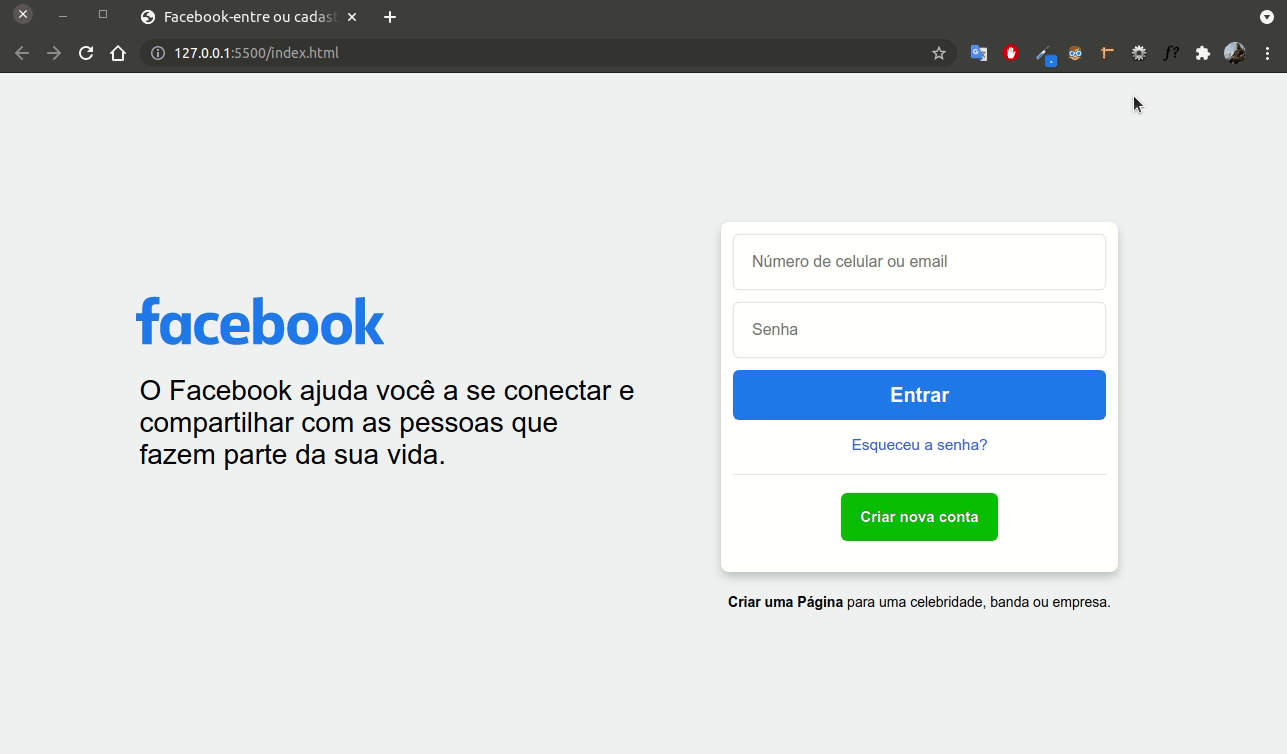 Facebook-entre ou cadast
127.0.0.1:5500/index.html
f?
facebook
O Facebook ajuda você a se conectar e
compartilhar com as pessoas que
fazem parte da sua vida.
Número de celular ou email
Senha
Entrar
Esqueceu a senha?
Criar nova conta
Criar uma Página para uma celebridade, banda ou empresa.